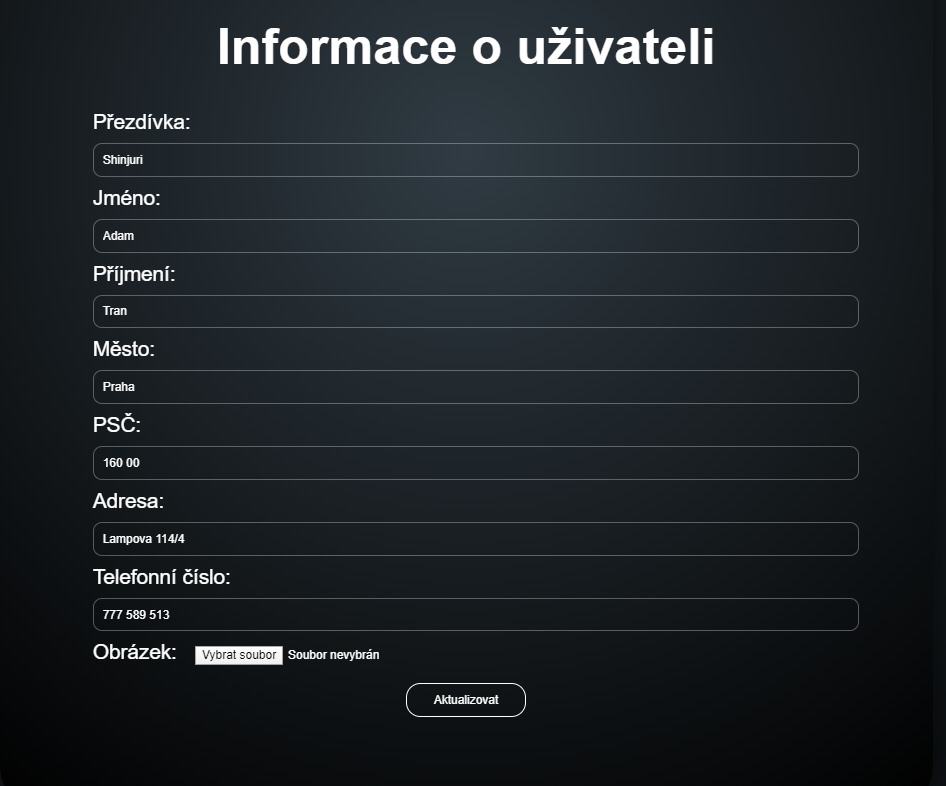 Informace o uživateli
Přezdívka:
Shinjuri
Jméno:
Adam
Příjmení:
Tran
Město:
Praha
PSČ:
160 00
Adresa:
Lampova 114/4
Telefonní číslo:
777 589 513
Obrázek: Vybrat soubor Soubor nevybrán
Aktualizovat